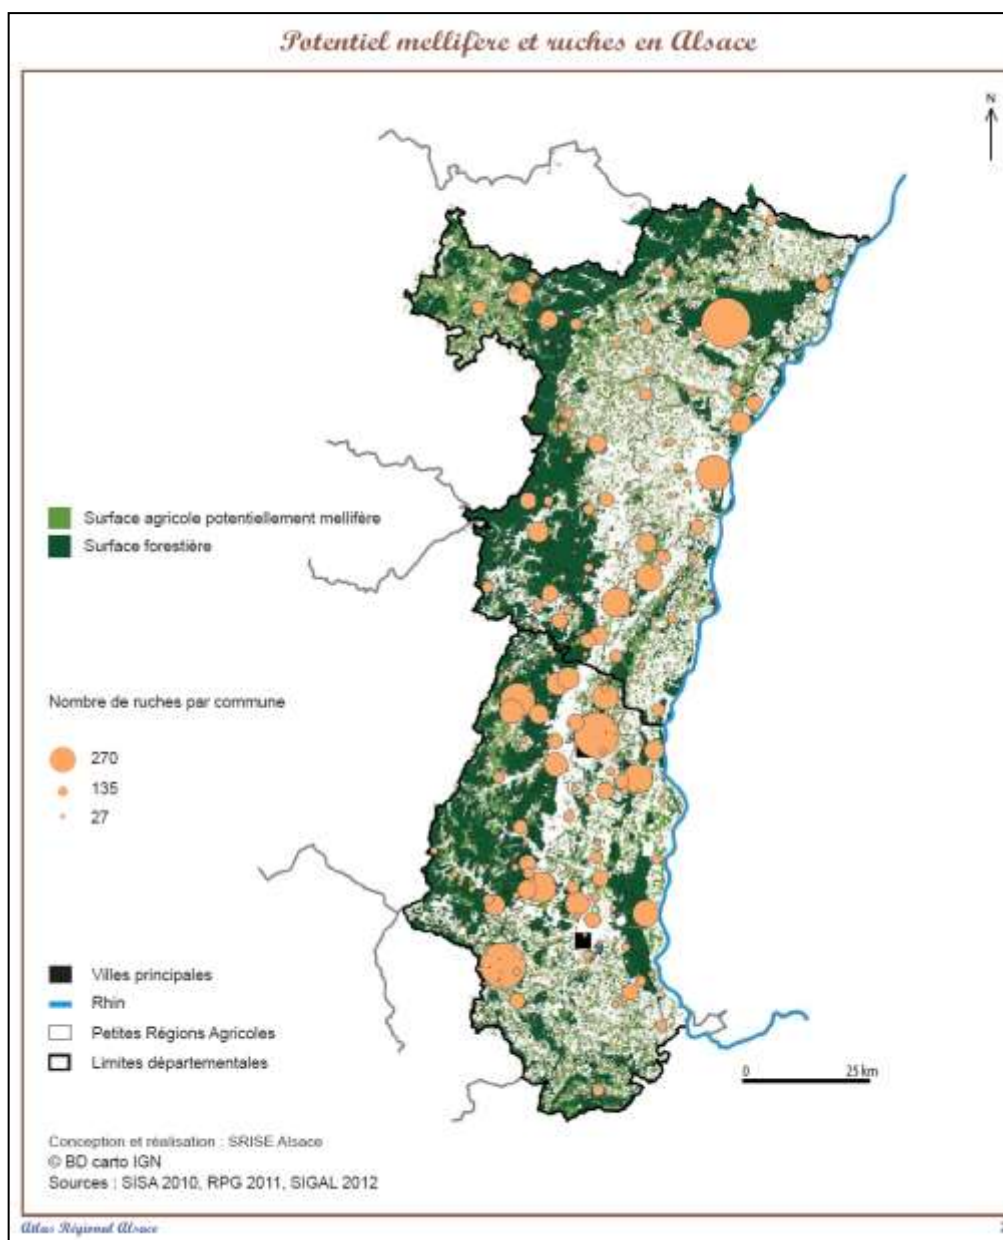 Potentiel mellifère et ruches en Alsace
N
Surface agricole potentiellement mellifère
Surface forestière
Nombre de ruches par commune
270
135
27
Villes principales
Rhin
Petites Régions Agricoles
Limites départementales
0 25 km
Conception et réalisation : SRISE Alsace
© BD carto IGN
Sources : SISA 2010, RPG 2011, SIGAL 2012
Atlas Régional Alsace